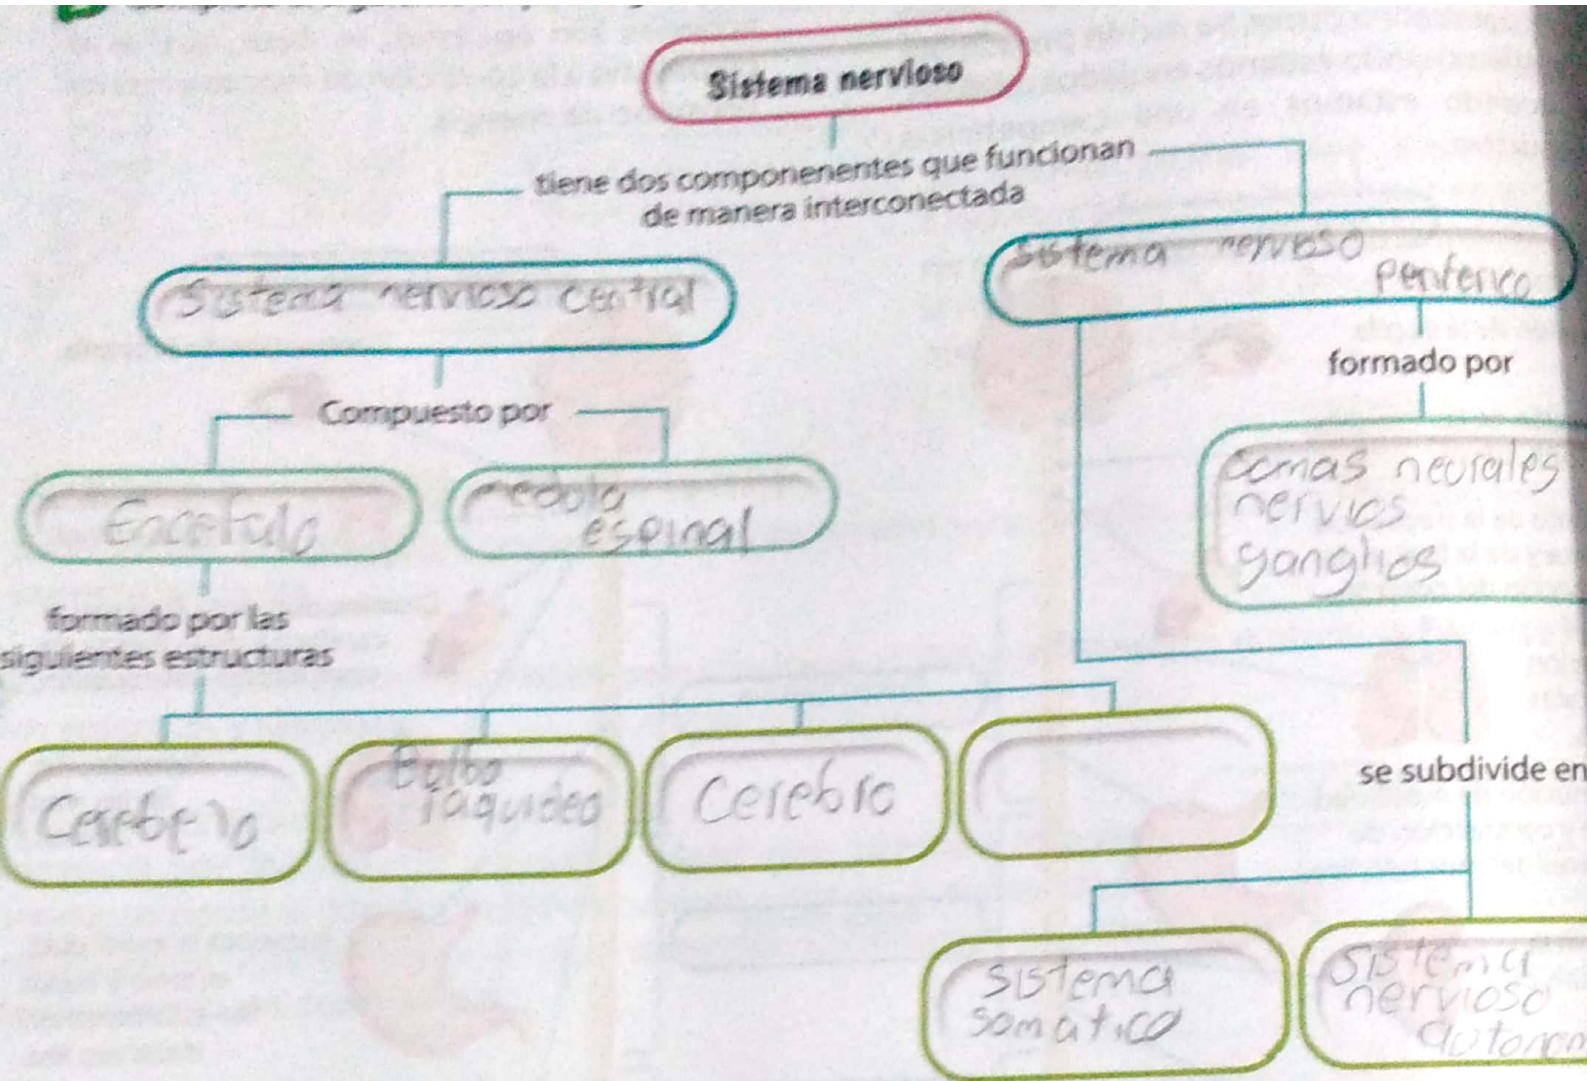 Sistema nervioso
tiene dos componenentes que funcionan
de manera interconectada
Sistema nervioso central
Sistema nervioso
periferico
Compuesto por
formado por
Encefalo
medula
espinal
comas neurales
nervios
ganglios
formado por las
siguientes estructuras
Cerebelo
Bulbo
raquideo
Cerebro
se subdivide en
sistema
somatico
sistema
nervioso